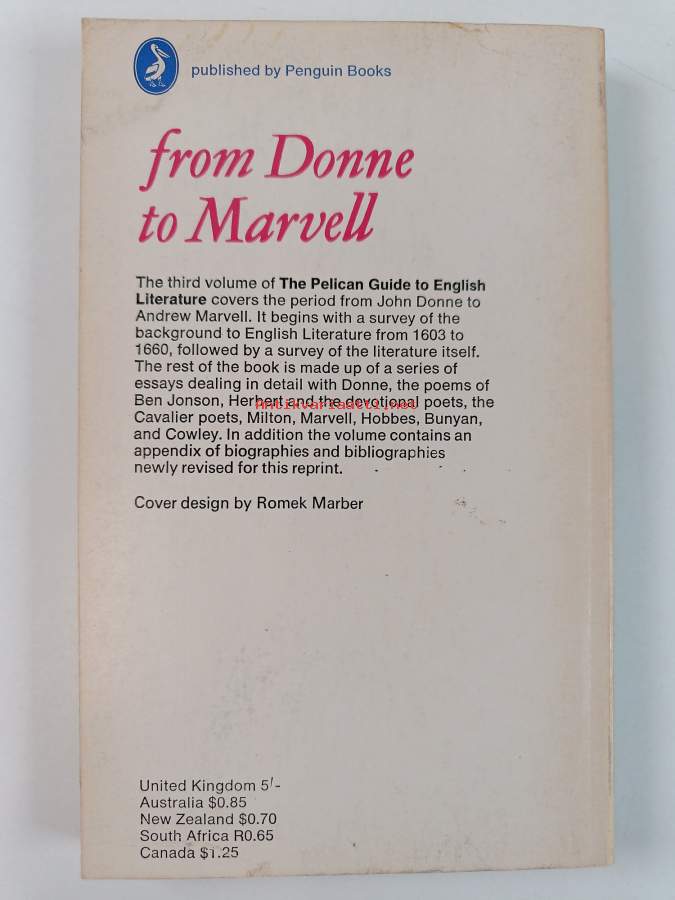 published by Penguin Books
from Donne
to Marvell
The third volume of The Pelican Guide to English
Literature covers the period from John Donne to
Andrew Marvell. It begins with a survey of the
background to English Literature from 1603 to
1660, followed by a survey of the literature itself.
The rest of the book is made up of a series of
essays dealing in detail with Donne, the poems of
Ben Jonson, Herbert and the devotional poets, the
Antikvariaatti.net
Cavalier poets, Milton, Marvell, Hobbes, Bunyan,
and Cowley. In addition the volume contains an
appendix of biographies and bibliographies
newly revised for this reprint.
Cover design by Romek Marber
United Kingdom 5/-
Australia $0.85
New Zealand $0.70
South Africa R0.65
Canada $1.25